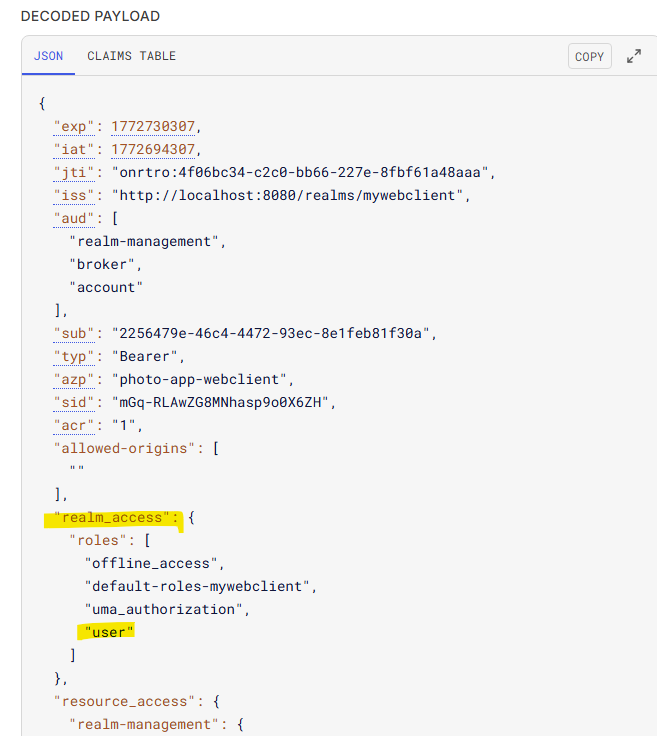 DECODED PAYLOAD
JSON CLAIMS TABLE COPY
{
"exp": 1772730307,
"iat": 1772694307,
"jti": "onrtro:4f06bc34-c2c0-bb66-227e-8fbf61a48aaa",
"iss": "http://localhost:8080/realms/mywebclient",
"aud": [
"realm-management",
"broker",
"account"
],
"sub": "2256479e-46c4-4472-93ec-8e1feb81f30a",
"typ": "Bearer",
"azp": "photo-app-webclient",
"sid": "mGq-RLAwZG8MNhasp9o0X6ZH",
"acr": "1",
"allowed-origins": [
""
],
"realm_access": {
"roles": [
"offline_access",
"default-roles-mywebclient",
"uma_authorization",
"user"
]
},
"resource_access": {
"realm-management": {